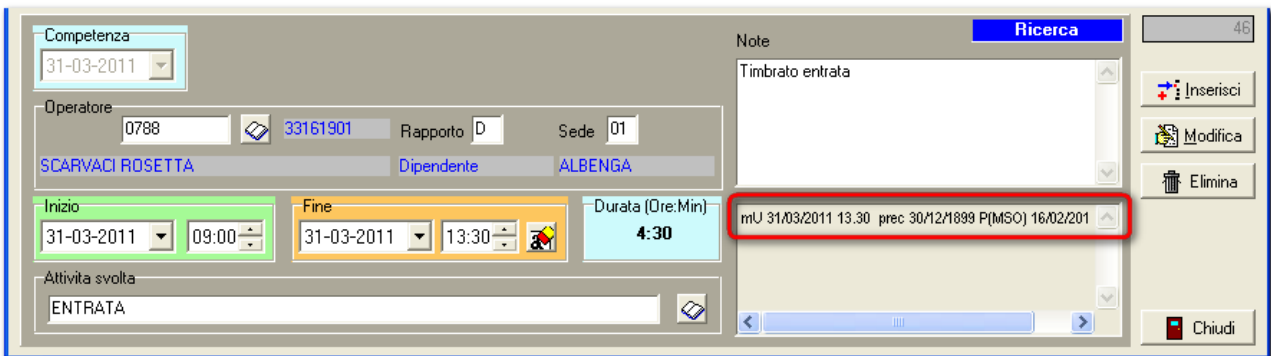 Competenza
31-03-2011
Operatore
0788 33161901 Rapporto D Sede 01
SCARVACI ROSETTA Dipendente ALBENGA
Inizio
31-03-2011 09:00
Fine
31-03-2011 13:30
Durata (Ore:Min)
4:30
Attivita svolta
ENTRATA
Note
Ricerca
Timbrato entrata
mU 31/03/2011 13.30 prec 30/12/1899 P(MSO) 16/02/201
46
Inserisci
Modifica
Elimina
Chiudi